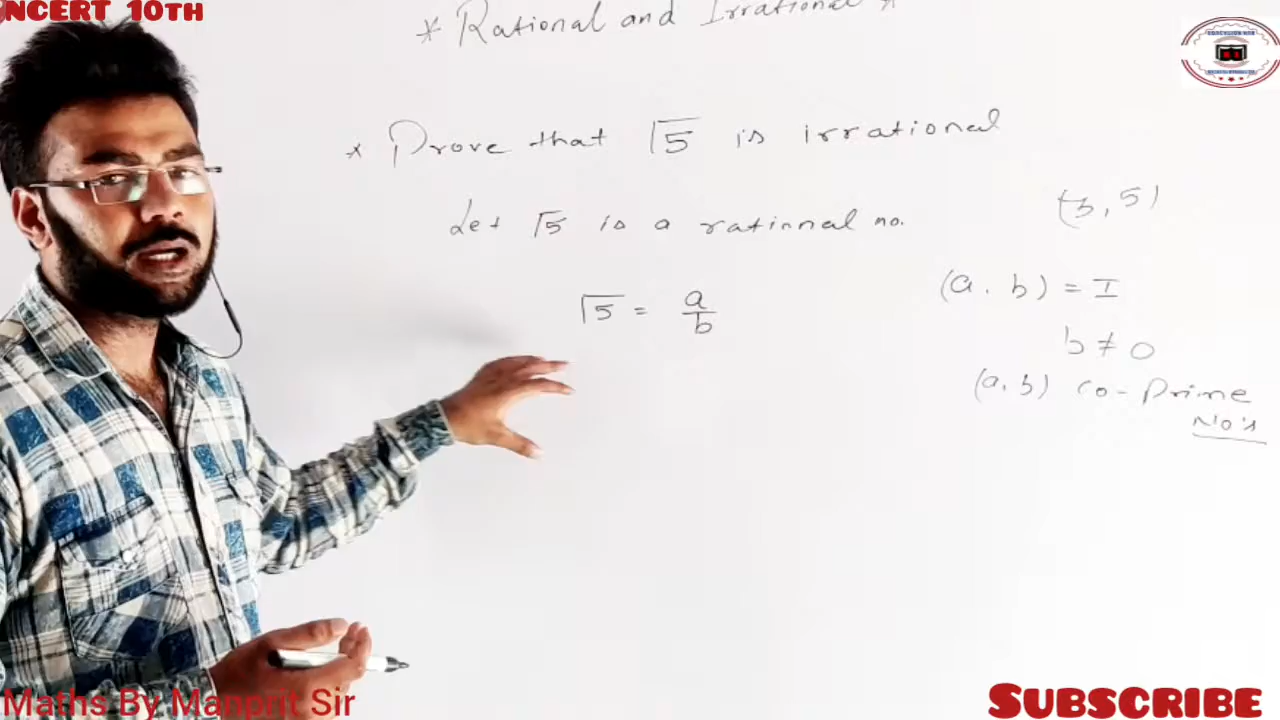 NCERT 10TH
* Rational and Irrational *
* Prove that √5 is irrational
Let √5 is a rational no.
(3, 5)
(a, b) = I
√5 = a/b
b ≠ 0
(a, b) Co-Prime
No's
Maths By Manprit Sir
SUBSCRIBE